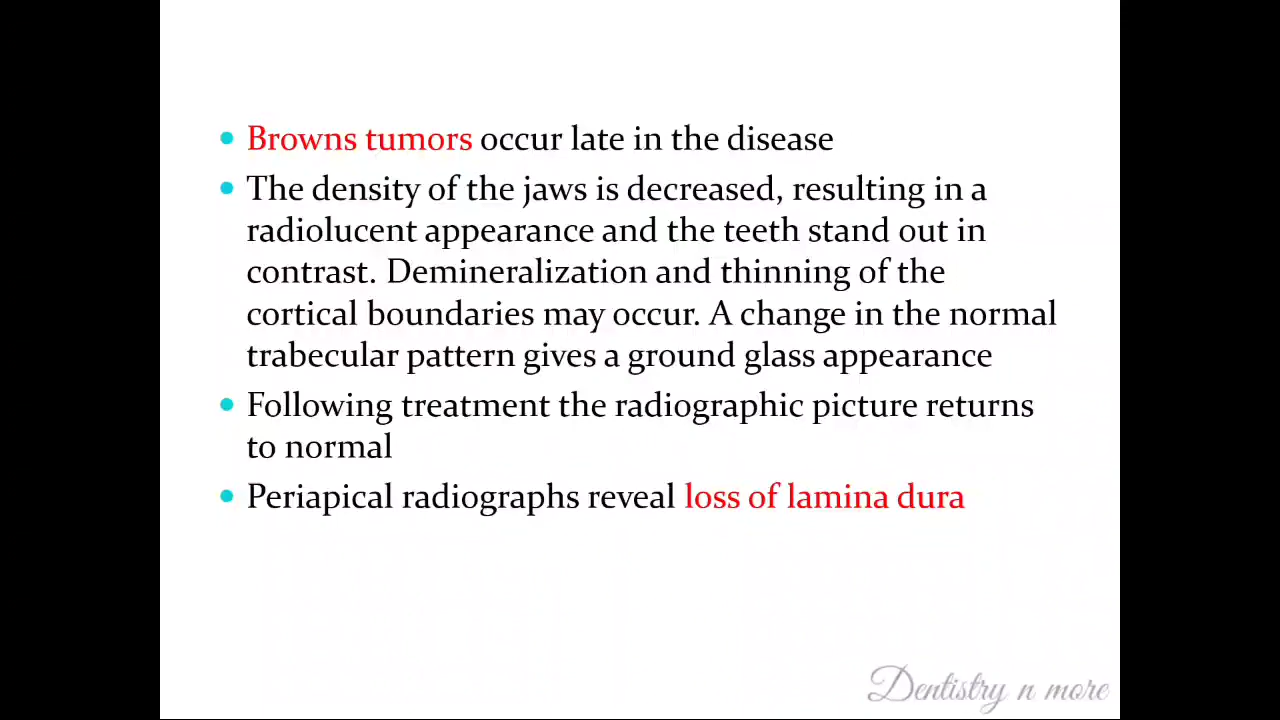 • Browns tumors occur late in the disease
• The density of the jaws is decreased, resulting in a
radiolucent appearance and the teeth stand out in
contrast. Demineralization and thinning of the
cortical boundaries may occur. A change in the normal
trabecular pattern gives a ground glass appearance
• Following treatment the radiographic picture returns
to normal
• Periapical radiographs reveal loss of lamina dura
Dentistry n more